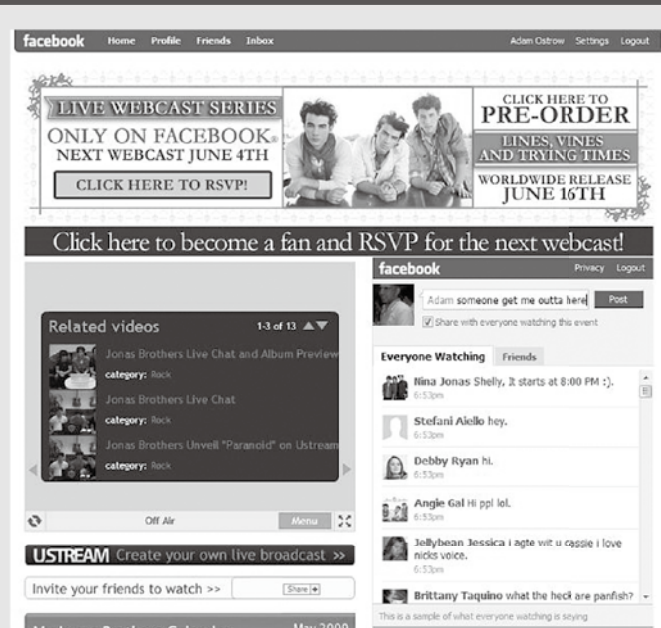 facebook Home Profile Friends Inbox Adam Ostrow Settings Logout
LIVE WEBCAST SERIES
ONLY ON FACEBOOK®
NEXT WEBCAST JUNE 4TH
CLICK HERE TO RSVP!
CLICK HERE TO
PRE-ORDER
LINES, VINES
AND TRYING TIMES
WORLDWIDE RELEASE
JUNE 16TH
Click here to become a fan and RSVP for the next webcast!
Related videos 1-3 of 13
Jonas Brothers Live Chat and Album Preview
category: Rock
Jonas Brothers Live Chat
category: Rock
Jonas Brothers Unveil "Paranoid" on Ustream
category: Rock
Off Air Menu
USTREAM Create your own live broadcast >>
Invite your friends to watch >> Share
May 2009
facebook Privacy Logout
Adam someone get me outta here Post
Share with everyone watching this event
Everyone Watching Friends
Nina Jonas Shelly, It starts at 8:00 PM :).
6:53pm
Stefani Aiello hey.
6:53pm
Debby Ryan hi.
6:53pm
Angie Gal Hi ppl lol.
6:53pm
Jellybean Jessica i agte wit u cassie i love
nicks voice.
6:53pm
Brittany Taquino what the heck are panfish?
This is a sample of what everyone watching is seying